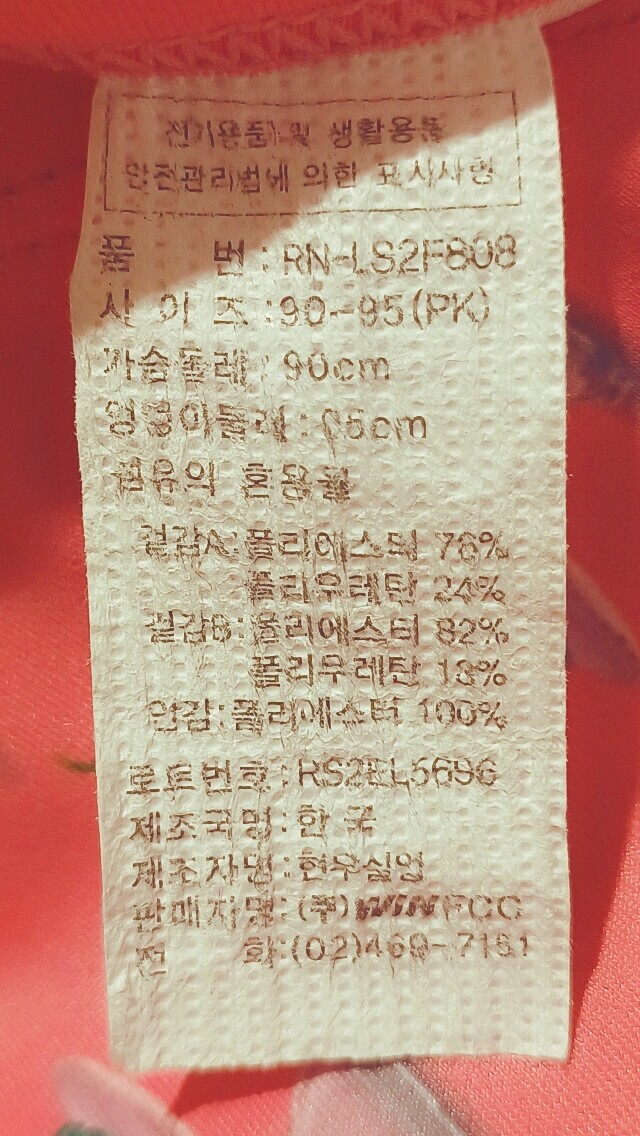 전기용품 및 생활용품
안전관리법에 의한 표시사항
품 번 : RN-LS2F808
사 이 즈 : 90-95(PK)
가슴둘레 : 90cm
엉덩이둘레 : 95cm
섬유의 혼용율
겉감A: 폴리에스터 76%
폴리우레탄 24%
겉감B: 폴리에스터 82%
폴리우레탄 18%
안감:폴리에스터 100%
로트번호:
제조국명:한 국
제조자명:현우실업
판매자명:(주)WINFCC
전 화:(02)469-7151